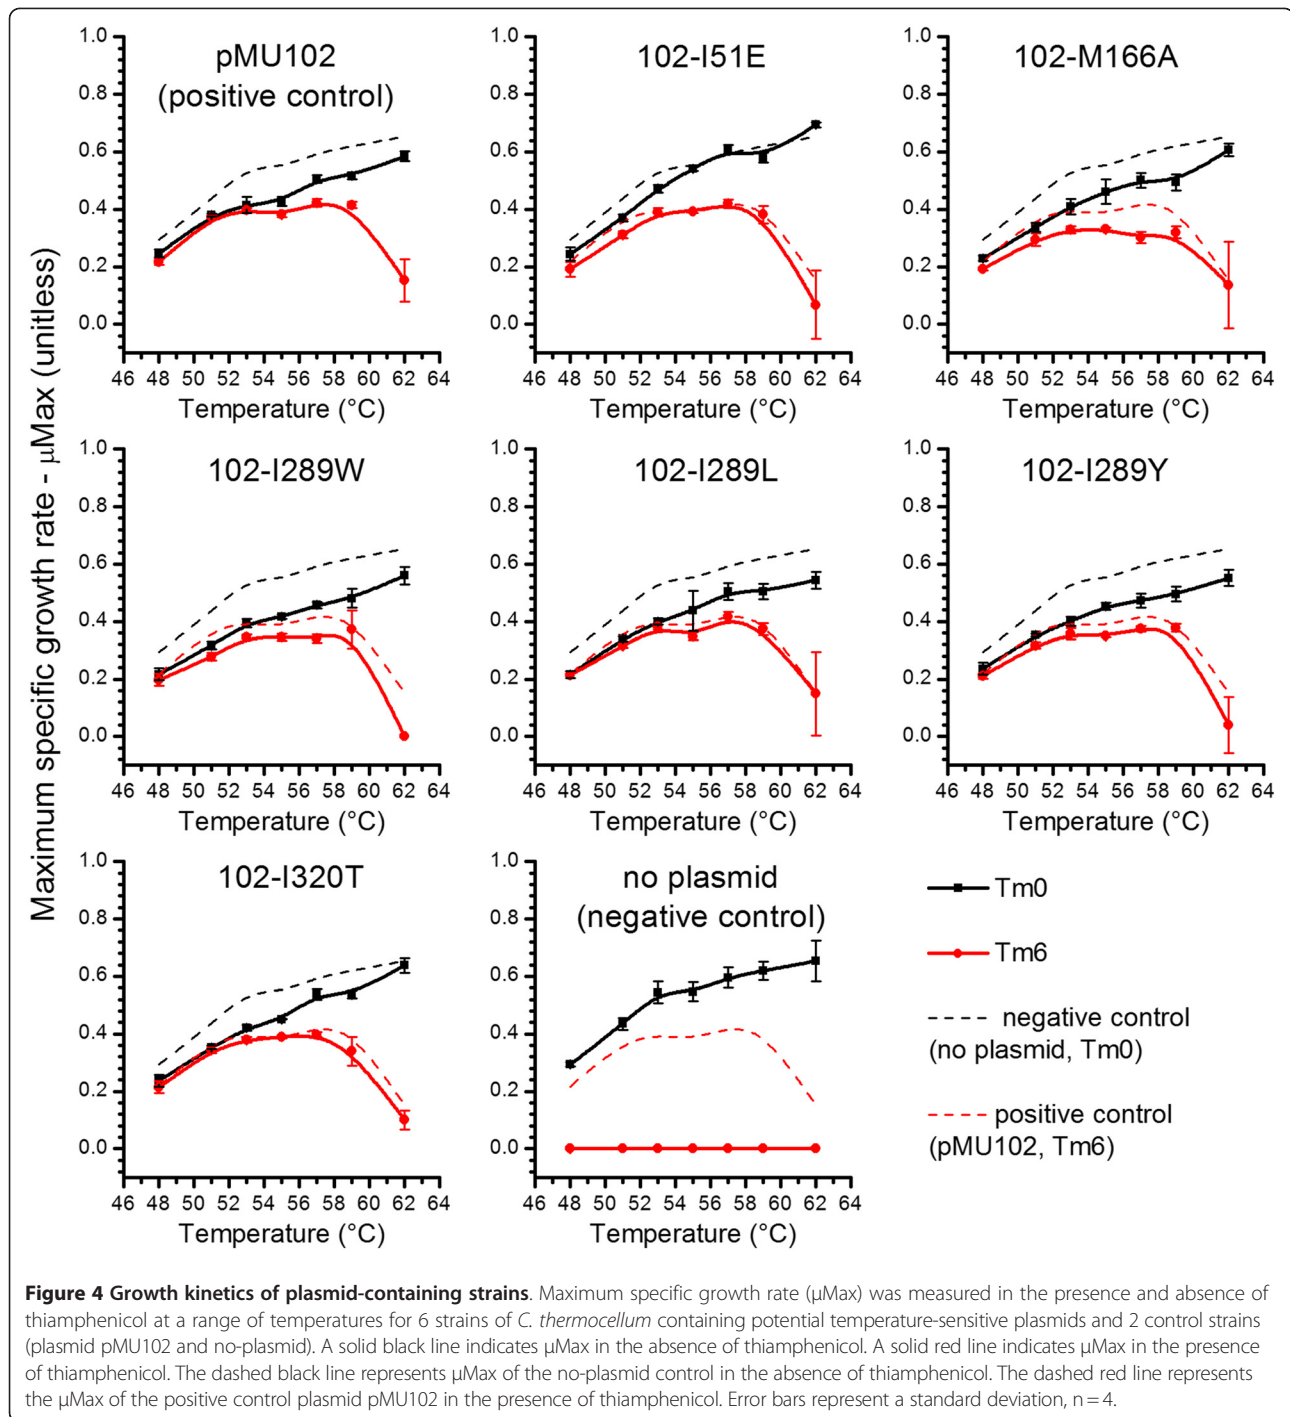 Maximum specific growth rate - µMax (unitless)
pMU102
(positive control)
1.0
0.8
0.6
0.4
0.2
0.0
46 48 50 52 54 56 58 60 62 64
Temperature (°C)
102-I51E
1.0
0.8
0.6
0.4
0.2
0.0
46 48 50 52 54 56 58 60 62 64
Temperature (°C)
102-M166A
1.0
0.8
0.6
0.4
0.2
0.0
46 48 50 52 54 56 58 60 62 64
Temperature (°C)
102-I289W
1.0
0.8
0.6
0.4
0.2
0.0
46 48 50 52 54 56 58 60 62 64
Temperature (°C)
102-I289L
1.0
0.8
0.6
0.4
0.2
0.0
46 48 50 52 54 56 58 60 62 64
Temperature (°C)
102-I289Y
1.0
0.8
0.6
0.4
0.2
0.0
46 48 50 52 54 56 58 60 62 64
Temperature (°C)
102-I320T
1.0
0.8
0.6
0.4
0.2
0.0
46 48 50 52 54 56 58 60 62 64
Temperature (°C)
no plasmid
(negative control)
1.0
0.8
0.6
0.4
0.2
0.0
46 48 50 52 54 56 58 60 62 64
Temperature (°C)
Tm0
Tm6
negative control
(no plasmid, Tm0)
positive control
(pMU102, Tm6)
Figure 4 Growth kinetics of plasmid-containing strains. Maximum specific growth rate (µMax) was measured in the presence and absence of
thiamphenicol at a range of temperatures for 6 strains of C. thermocellum containing potential temperature-sensitive plasmids and 2 control strains
(plasmid pMU102 and no-plasmid). A solid black line indicates µMax in the absence of thiamphenicol. A solid red line indicates µMax in the presence
of thiamphenicol. The dashed black line represents µMax of the no-plasmid control in the absence of thiamphenicol. The dashed red line represents
the µMax of the positive control plasmid pMU102 in the presence of thiamphenicol. Error bars represent a standard deviation, n = 4.